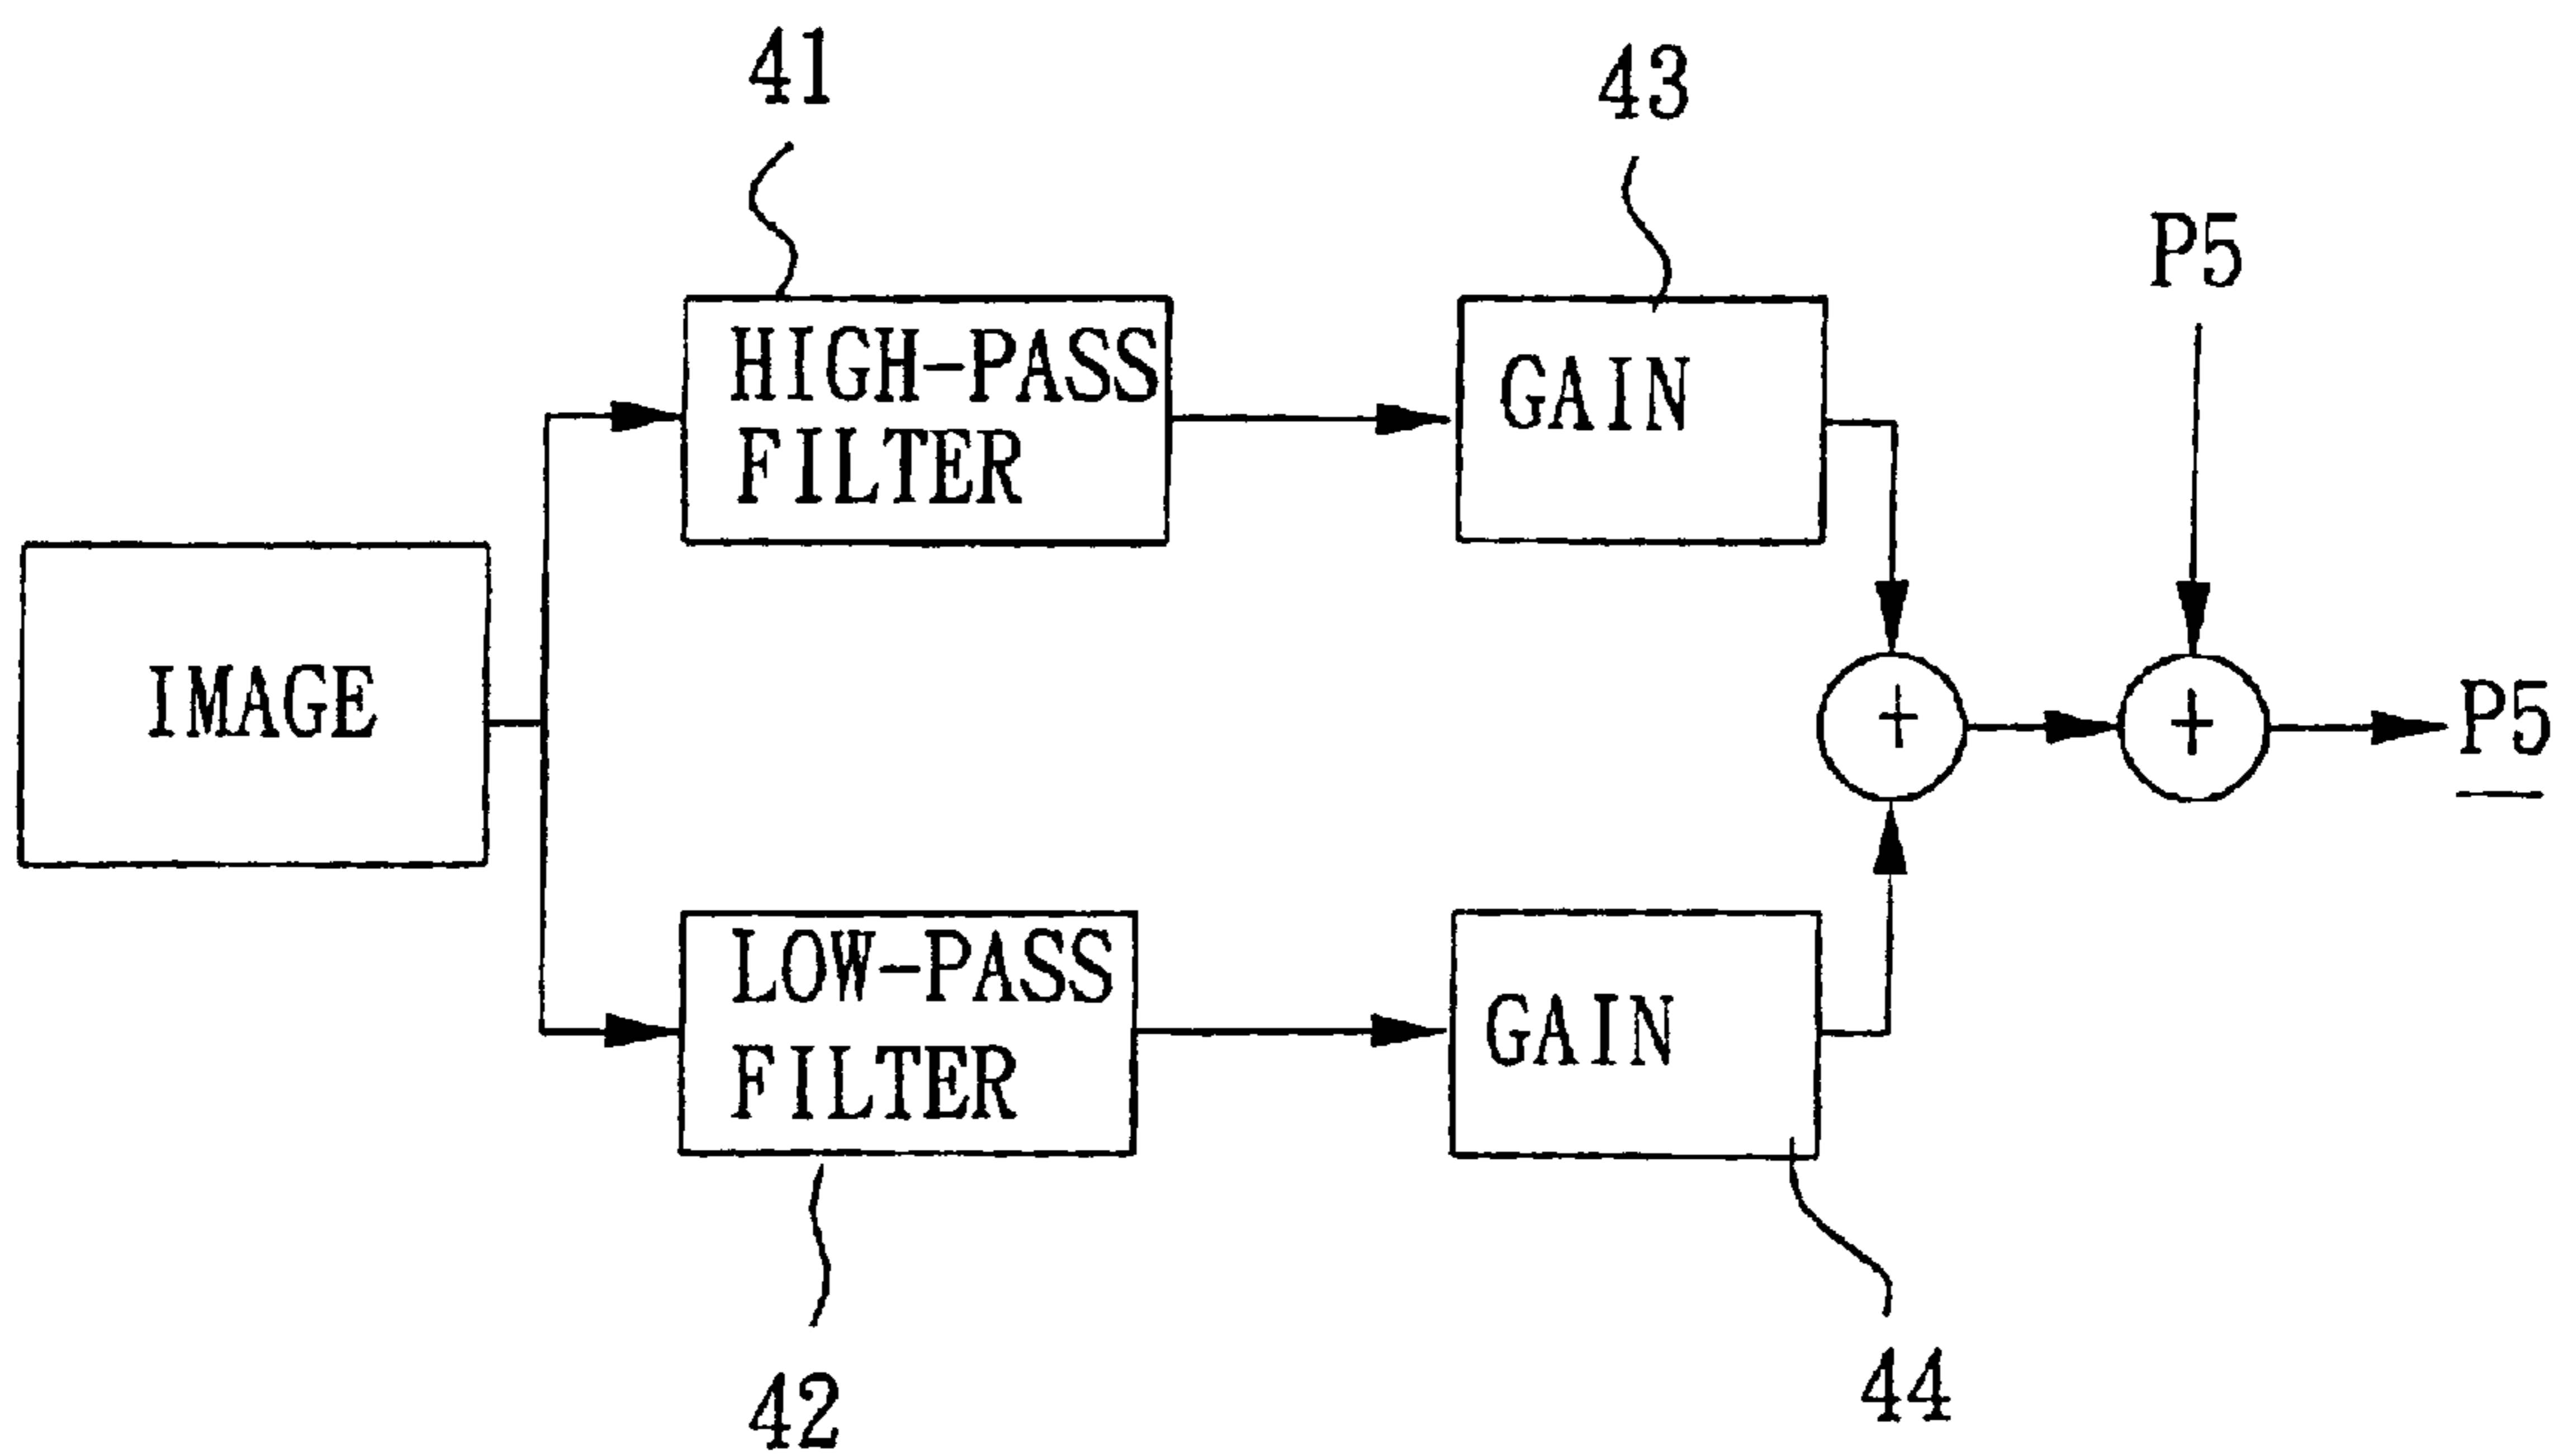 41
43
P5
HIGH-PASS
FILTER
GAIN
IMAGE
+
+
P5
LOW-PASS
FILTER
GAIN
42
44